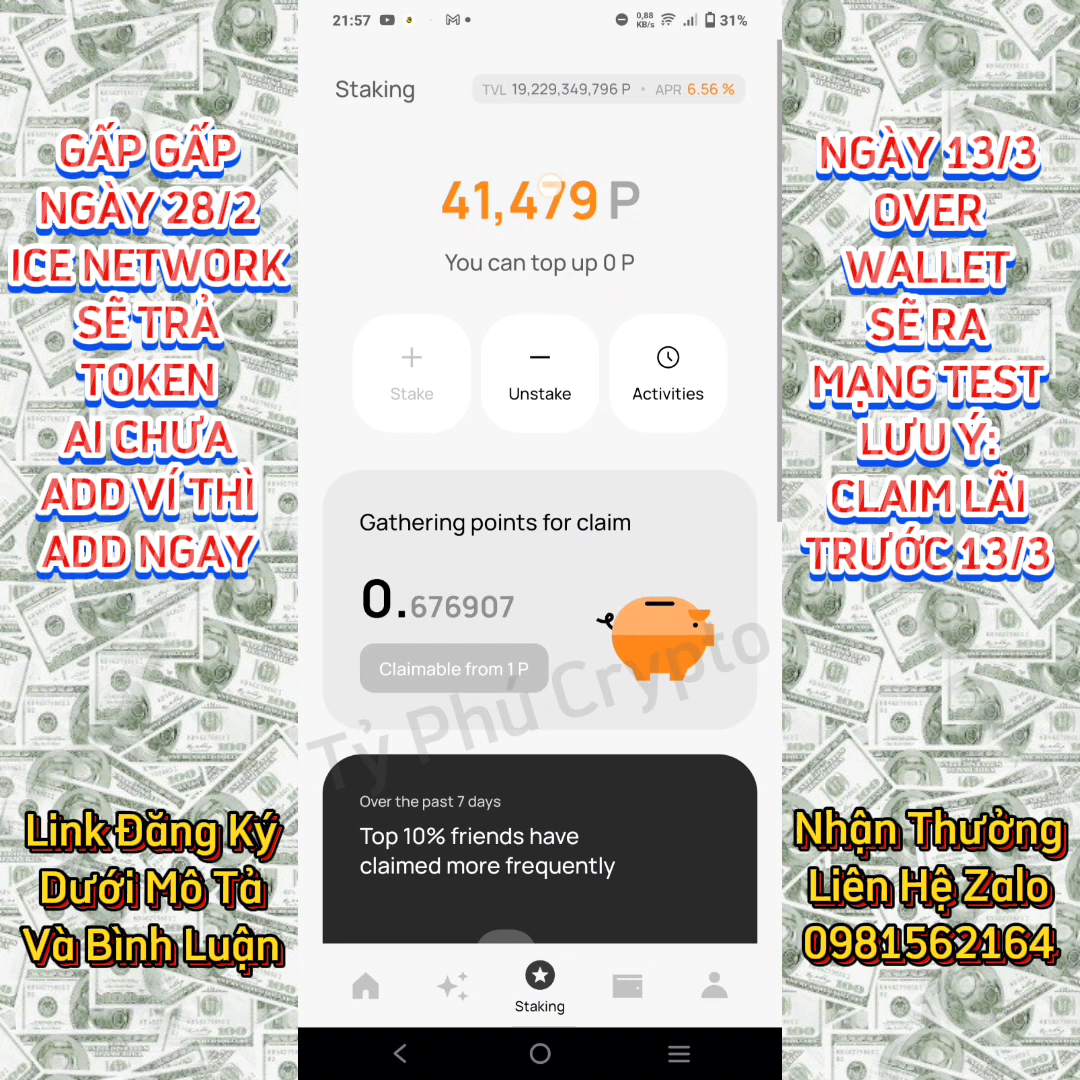 21:57
0,88
KB/s
31%
Staking
TVL 19,229,349,796 P • APR 6.56 %
41,479 P
You can top up 0 P
Stake
Unstake
Activities
Gathering points for claim
0.676907
Claimable from 1 P
Tỷ Phú Crypto
Over the past 7 days
Top 10% friends have
claimed more frequently
Staking
GẤP GẤP
NGÀY 28/2
ICE NETWORK
SẼ TRẢ
TOKEN
AI CHƯA
ADD VÍ THÌ
ADD NGAY
Link Đăng Ký
Dưới Mô Tả
Và Bình Luận
NGÀY 13/3
OVER
WALLET
SẼ RA
MẠNG TEST
LƯU Ý:
CLAIM LÃI
TRƯỚC 13/3
Nhận Thưởng
Liên Hệ Zalo
0981562164